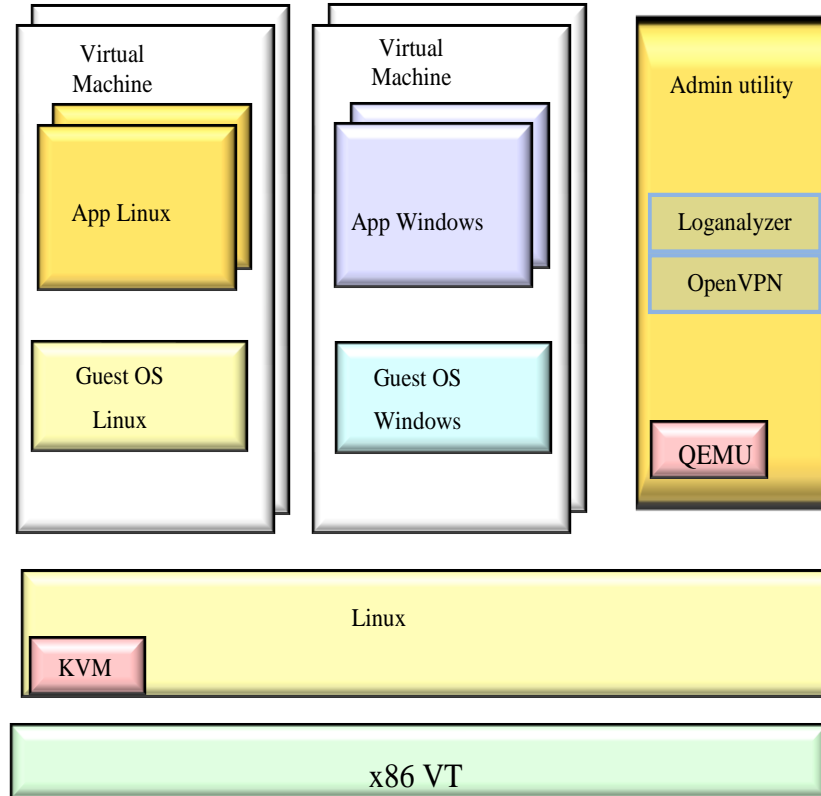 Virtual
Machine
App Linux
Guest OS
Linux
Virtual
Machine
App Windows
Guest OS
Windows
Admin utility
Loganalyzer
OpenVPN
QEMU
Linux
KVM
x86 VT